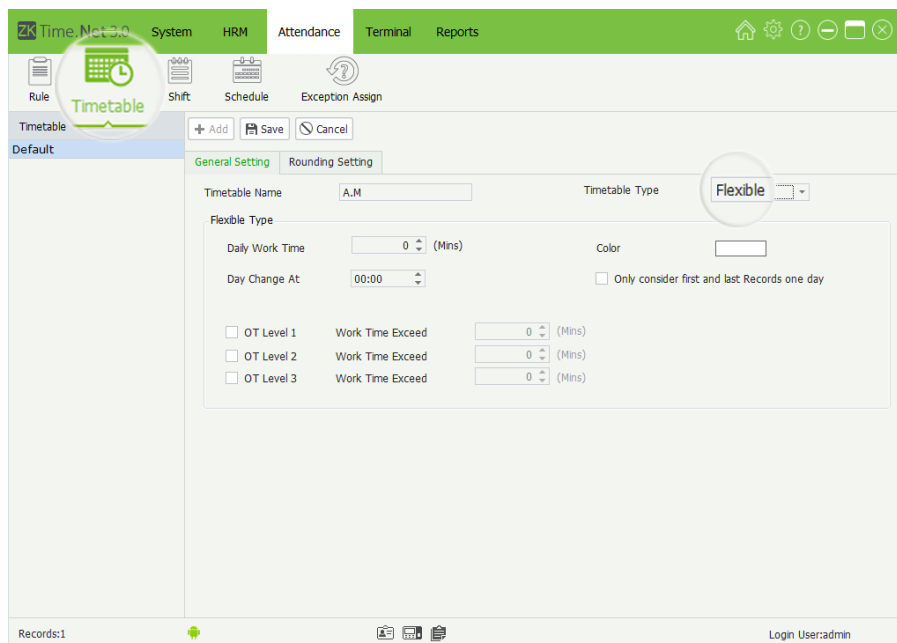 ZK Time.Net 3.0 System HRM Attendance Terminal Reports
Rule Timetable Shift Schedule Exception Assign
Timetable + Add Save Cancel
Default
General Setting Rounding Setting
Timetable Name A.M Timetable Type Flexible
Flexible Type
Daily Work Time 0 (Mins) Color
Day Change At 00:00 Only consider first and last Records one day
OT Level 1 Work Time Exceed 0 (Mins)
OT Level 2 Work Time Exceed 0 (Mins)
OT Level 3 Work Time Exceed 0 (Mins)
Records:1 Login User:admin